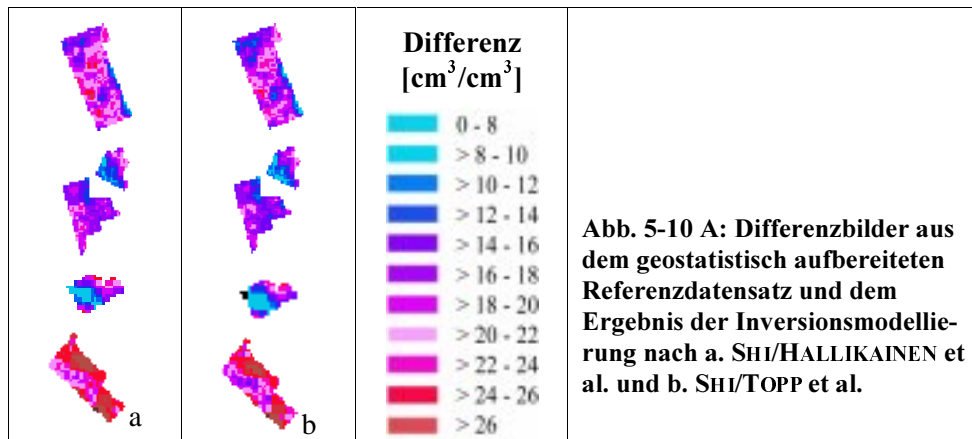 a
b
Differenz
[cm³/cm³]
0 - 8
> 8 - 10
> 10 - 12
> 12 - 14
> 14 - 16
> 16 - 18
> 18 - 20
> 20 - 22
> 22 - 24
> 24 - 26
> 26
Abb. 5-10 A: Differenzbilder aus
dem geostatistisch aufbereiteten
Referenzdatensatz und dem
Ergebnis der Inversionsmodellie-
rung nach a. SHI/HALLIKAINEN et
al. und b. SHI/TOPP et al.